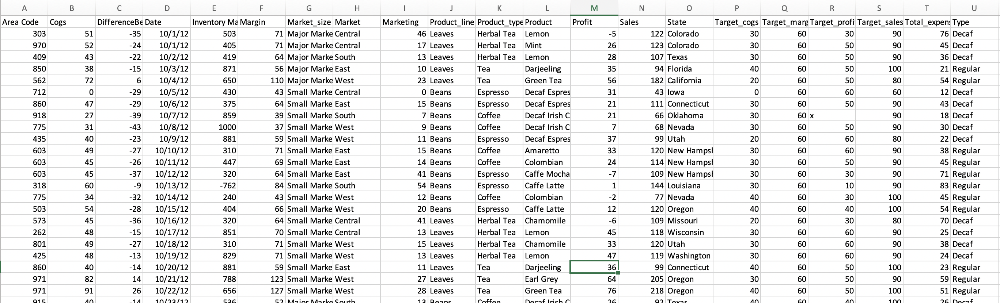 A B C D E F G H I J K L M N O P Q R S T U
Area Code Cogs DifferenceBe Date Inventory Ma Margin Market_size Market Marketing Product_line Product_type Product Profit Sales State Target_cogs Target_marg Target_profi Target_sales Total_expens Type
303 51 -35 10/1/12 503 71 Major Marke Central 46 Leaves Herbal Tea Lemon -5 122 Colorado 30 60 30 90 76 Decaf
970 52 -24 10/1/12 405 71 Major Marke Central 17 Leaves Herbal Tea Mint 26 123 Colorado 30 60 50 90 45 Decaf
409 43 -22 10/2/12 419 64 Major Marke South 13 Leaves Herbal Tea Lemon 28 107 Texas 30 60 50 90 36 Decaf
850 38 -15 10/3/12 871 56 Major Marke East 10 Leaves Tea Darjeeling 35 94 Florida 40 60 50 100 21 Regular
562 72 6 10/4/12 650 110 Major Marke West 23 Leaves Tea Green Tea 56 182 California 20 60 50 80 54 Regular
712 0 -29 10/5/12 430 43 Small Marke Central 0 Beans Espresso Decaf Espres 31 43 Iowa 0 60 60 60 12 Decaf
860 47 -29 10/6/12 375 64 Small Marke East 15 Beans Espresso Decaf Espres 21 111 Connecticut 30 60 50 90 43 Decaf
918 27 -39 10/7/12 859 39 Small Marke South 7 Beans Coffee Decaf Irish C 21 66 Oklahoma 30 60 x 90 18 Decaf
775 31 -43 10/8/12 1000 37 Small Marke West 9 Beans Coffee Decaf Irish C 7 68 Nevada 30 60 50 90 30 Decaf
435 40 -23 10/9/12 881 59 Small Marke West 11 Beans Espresso Decaf Espres 37 99 Utah 20 60 60 80 22 Decaf
603 49 -27 10/10/12 310 71 Small Marke East 15 Beans Coffee Amaretto 33 120 New Hampsl 30 60 60 90 38 Regular
603 45 -26 10/11/12 447 69 Small Marke East 14 Beans Coffee Colombian 24 114 New Hampsl 30 60 50 90 45 Regular
603 45 -37 10/12/12 320 64 Small Marke East 41 Beans Espresso Caffe Mocha -7 109 New Hampsl 30 60 30 90 71 Regular
318 60 -9 10/13/12 -762 84 Small Marke South 54 Beans Espresso Caffe Latte 1 144 Louisiana 30 60 10 90 83 Regular
775 34 -32 10/14/12 240 43 Small Marke West 12 Beans Coffee Colombian -2 77 Nevada 40 60 30 100 45 Regular
503 54 -28 10/15/12 404 66 Small Marke West 20 Beans Espresso Caffe Latte 12 120 Oregon 40 60 40 100 54 Regular
573 45 -36 10/16/12 320 64 Small Marke Central 41 Leaves Herbal Tea Chamomile -6 109 Missouri 20 60 30 80 70 Decaf
262 48 -15 10/17/12 851 70 Small Marke Central 13 Leaves Herbal Tea Lemon 45 118 Wisconsin 30 60 60 90 25 Decaf
801 49 -27 10/18/12 310 71 Small Marke West 15 Leaves Herbal Tea Chamomile 33 120 Utah 30 60 60 90 38 Decaf
425 48 -13 10/19/12 829 71 Small Marke West 13 Leaves Herbal Tea Lemon 47 119 Washington 30 60 60 90 24 Decaf
860 40 -14 10/20/12 881 59 Small Marke East 11 Leaves Tea Darjeeling 36 99 Connecticut 40 60 50 100 23 Regular
971 82 14 10/21/12 788 123 Small Marke West 27 Leaves Tea Earl Grey 64 205 Oregon 30 60 50 90 59 Regular
971 91 26 10/22/12 656 127 Small Marke West 28 Leaves Tea Green Tea 76 218 Oregon 40 60 50 100 51 Regular
915 40 -14 10/23/12 536 52 Major Marke South 13 Beans Coffee Decaf Irish C 26 92 Texas 40 60 40 100 26 Decaf